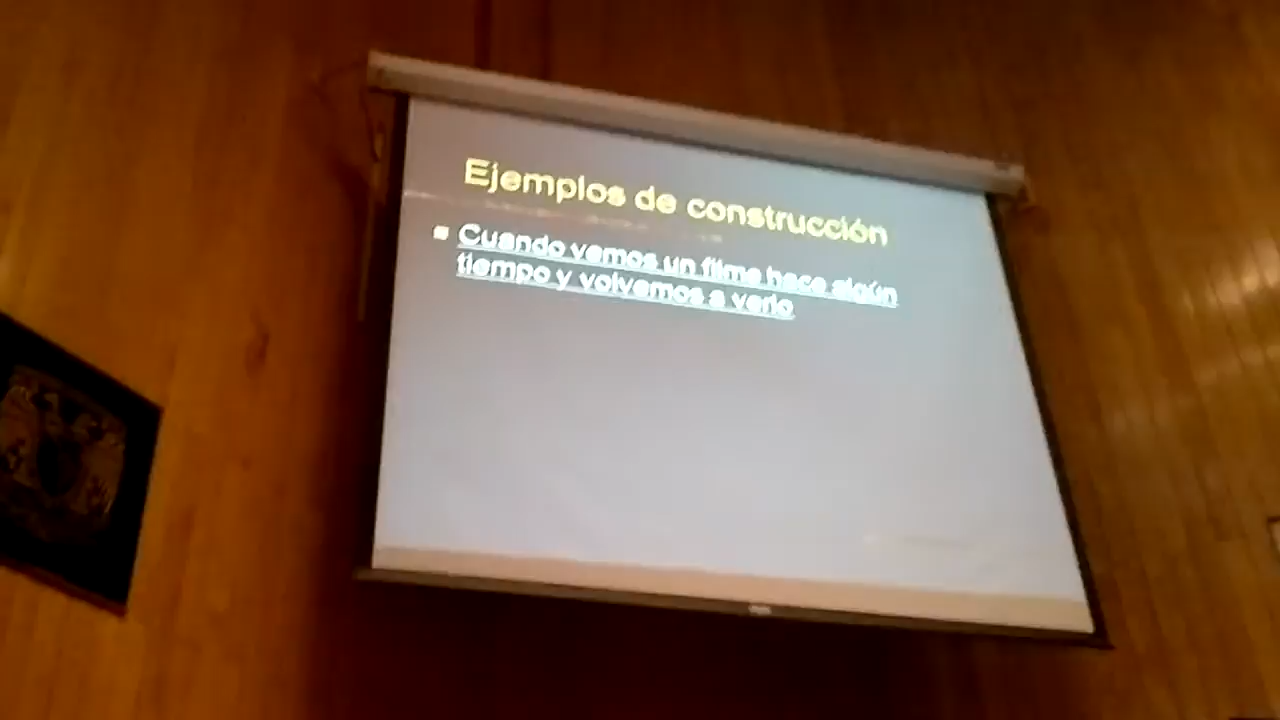 Ejemplos de construcción
Cuando vemos un filme hace algún
tiempo y volvemos a verlo